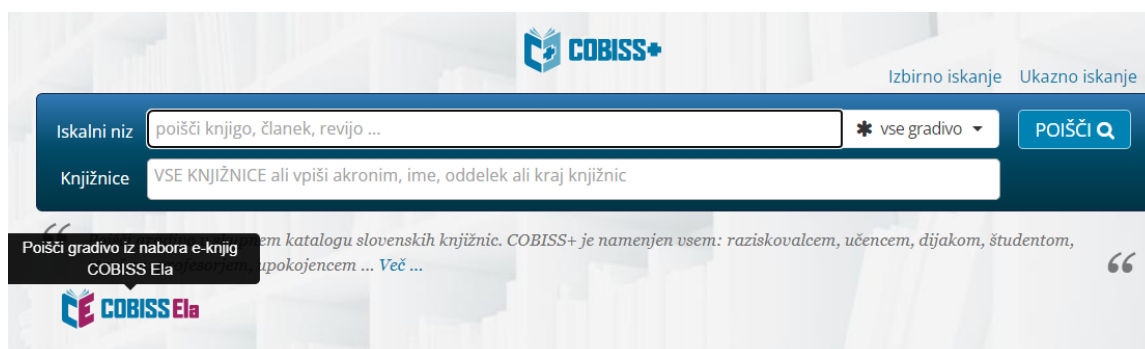 COBISS+
Izbirno iskanje Ukazno iskanje
Iskalni niz poišči knjigo, članek, revijo ... vse gradivo POIŠČI
Knjižnice VSE KNJIŽNICE ali vpiši akronim, ime, oddelek ali kraj knjižnic
em katalogu slovenskih knjižnic. COBISS+ je namenjen vsem: raziskovalcem, učencem, dijakom, študentom,
Poišči gradivo iz nabora e-knjig
COBISS Ela
upokojencem ... Več ...
COBISS Ela